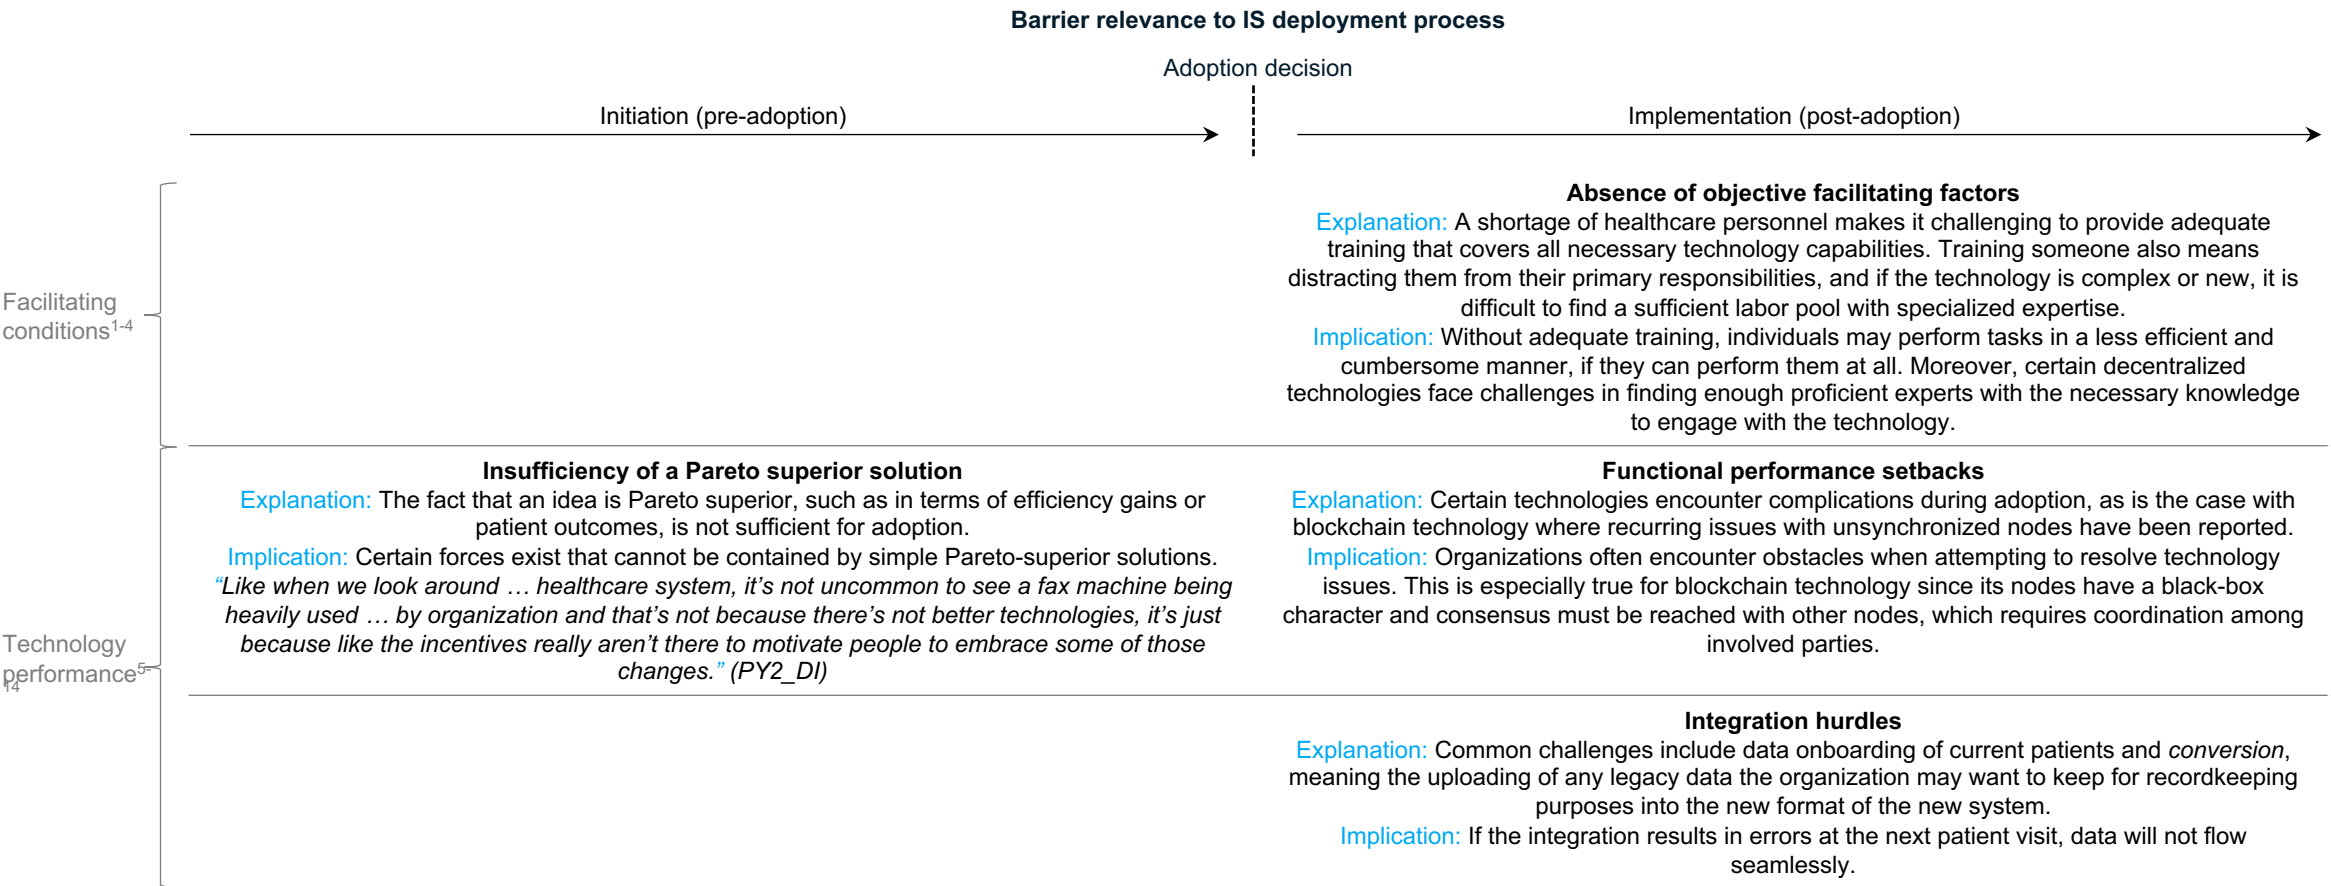 Barrier relevance to IS deployment process
Adoption decision
Initiation (pre-adoption)
Implementation (post-adoption)
Facilitating
conditions1-4
Absence of objective facilitating factors
Explanation: A shortage of healthcare personnel makes it challenging to provide adequate
training that covers all necessary technology capabilities. Training someone also means
distracting them from their primary responsibilities, and if the technology is complex or new, it is
difficult to find a sufficient labor pool with specialized expertise.
Implication: Without adequate training, individuals may perform tasks in a less efficient and
cumbersome manner, if they can perform them at all. Moreover, certain decentralized
technologies face challenges in finding enough proficient experts with the necessary knowledge
to engage with the technology.
Technology
performance5-
14
Insufficiency of a Pareto superior solution
Explanation: The fact that an idea is Pareto superior, such as in terms of efficiency gains or
patient outcomes, is not sufficient for adoption.
Implication: Certain forces exist that cannot be contained by simple Pareto-superior solutions.
“Like when we look around … healthcare system, it’s not uncommon to see a fax machine being
heavily used … by organization and that’s not because there’s not better technologies, it’s just
because like the incentives really aren’t there to motivate people to embrace some of those
changes.” (PY2_DI)
Functional performance setbacks
Explanation: Certain technologies encounter complications during adoption, as is the case with
blockchain technology where recurring issues with unsynchronized nodes have been reported.
Implication: Organizations often encounter obstacles when attempting to resolve technology
issues. This is especially true for blockchain technology since its nodes have a black-box
character and consensus must be reached with other nodes, which requires coordination among
involved parties.
Integration hurdles
Explanation: Common challenges include data onboarding of current patients and conversion,
meaning the uploading of any legacy data the organization may want to keep for recordkeeping
purposes into the new format of the new system.
Implication: If the integration results in errors at the next patient visit, data will not flow
seamlessly.